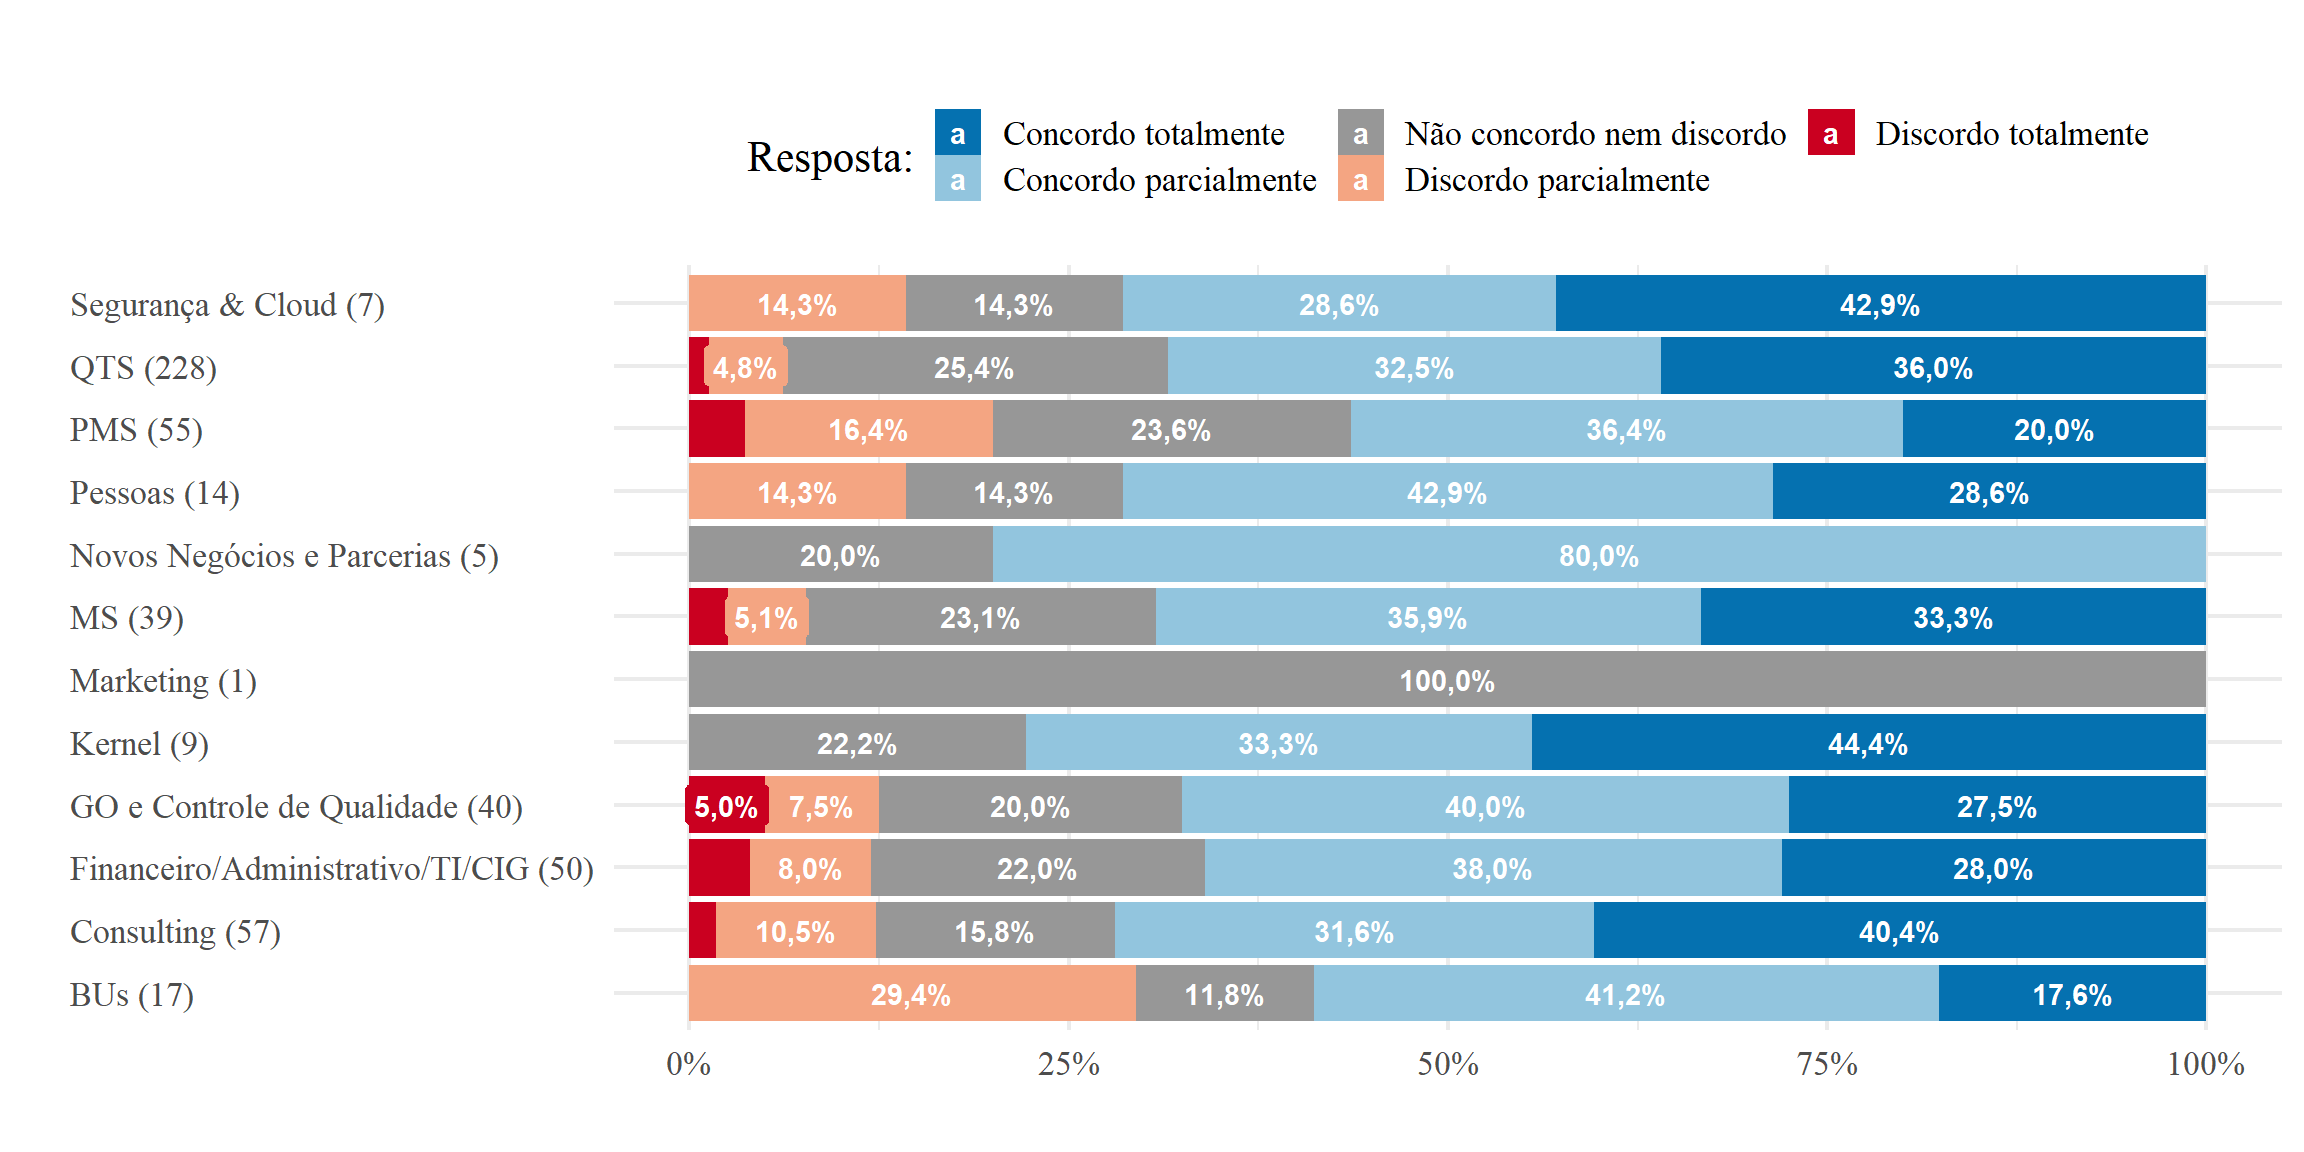 Resposta:
a Concordo totalmente a Não concordo nem discordo a Discordo totalmente
a Concordo parcialmente a Discordo parcialmente
Segurança & Cloud (7) 14,3% 14,3% 28,6% 42,9%
QTS (228) 4,8% 25,4% 32,5% 36,0%
PMS (55) 16,4% 23,6% 36,4% 20,0%
Pessoas (14) 14,3% 14,3% 42,9% 28,6%
Novos Negócios e Parcerias (5) 20,0% 80,0%
MS (39) 5,1% 23,1% 35,9% 33,3%
Marketing (1) 100,0%
Kernel (9) 22,2% 33,3% 44,4%
GO e Controle de Qualidade (40) 5,0% 7,5% 20,0% 40,0% 27,5%
Financeiro/Administrativo/TI/CIG (50) 8,0% 22,0% 38,0% 28,0%
Consulting (57) 10,5% 15,8% 31,6% 40,4%
BUs (17) 29,4% 11,8% 41,2% 17,6%
0% 25% 50% 75% 100%